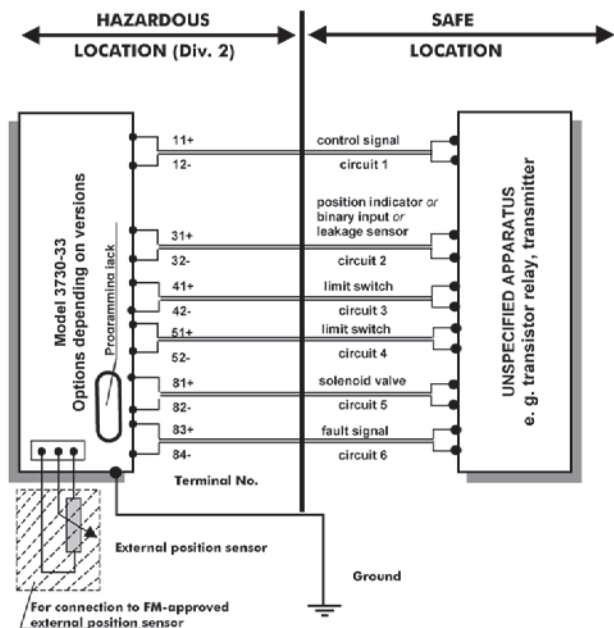 HAZARDOUS
LOCATION (Div. 2)
SAFE
LOCATION
Model 3730-33
Options depending on versions
Programming jack
11+
12-
control signal
circuit 1
position indicator or
binary input or
leakage sensor
31+
32-
circuit 2
41+
42-
limit switch
circuit 3
51+
52-
limit switch
circuit 4
81+
82-
solenoid valve
circuit 5
83+
84-
fault signal
circuit 6
UNSPECIFIED APPARATUS
e. g. transistor relay, transmitter
Terminal No.
External position sensor
Ground
For connection to FM-approved
external position sensor